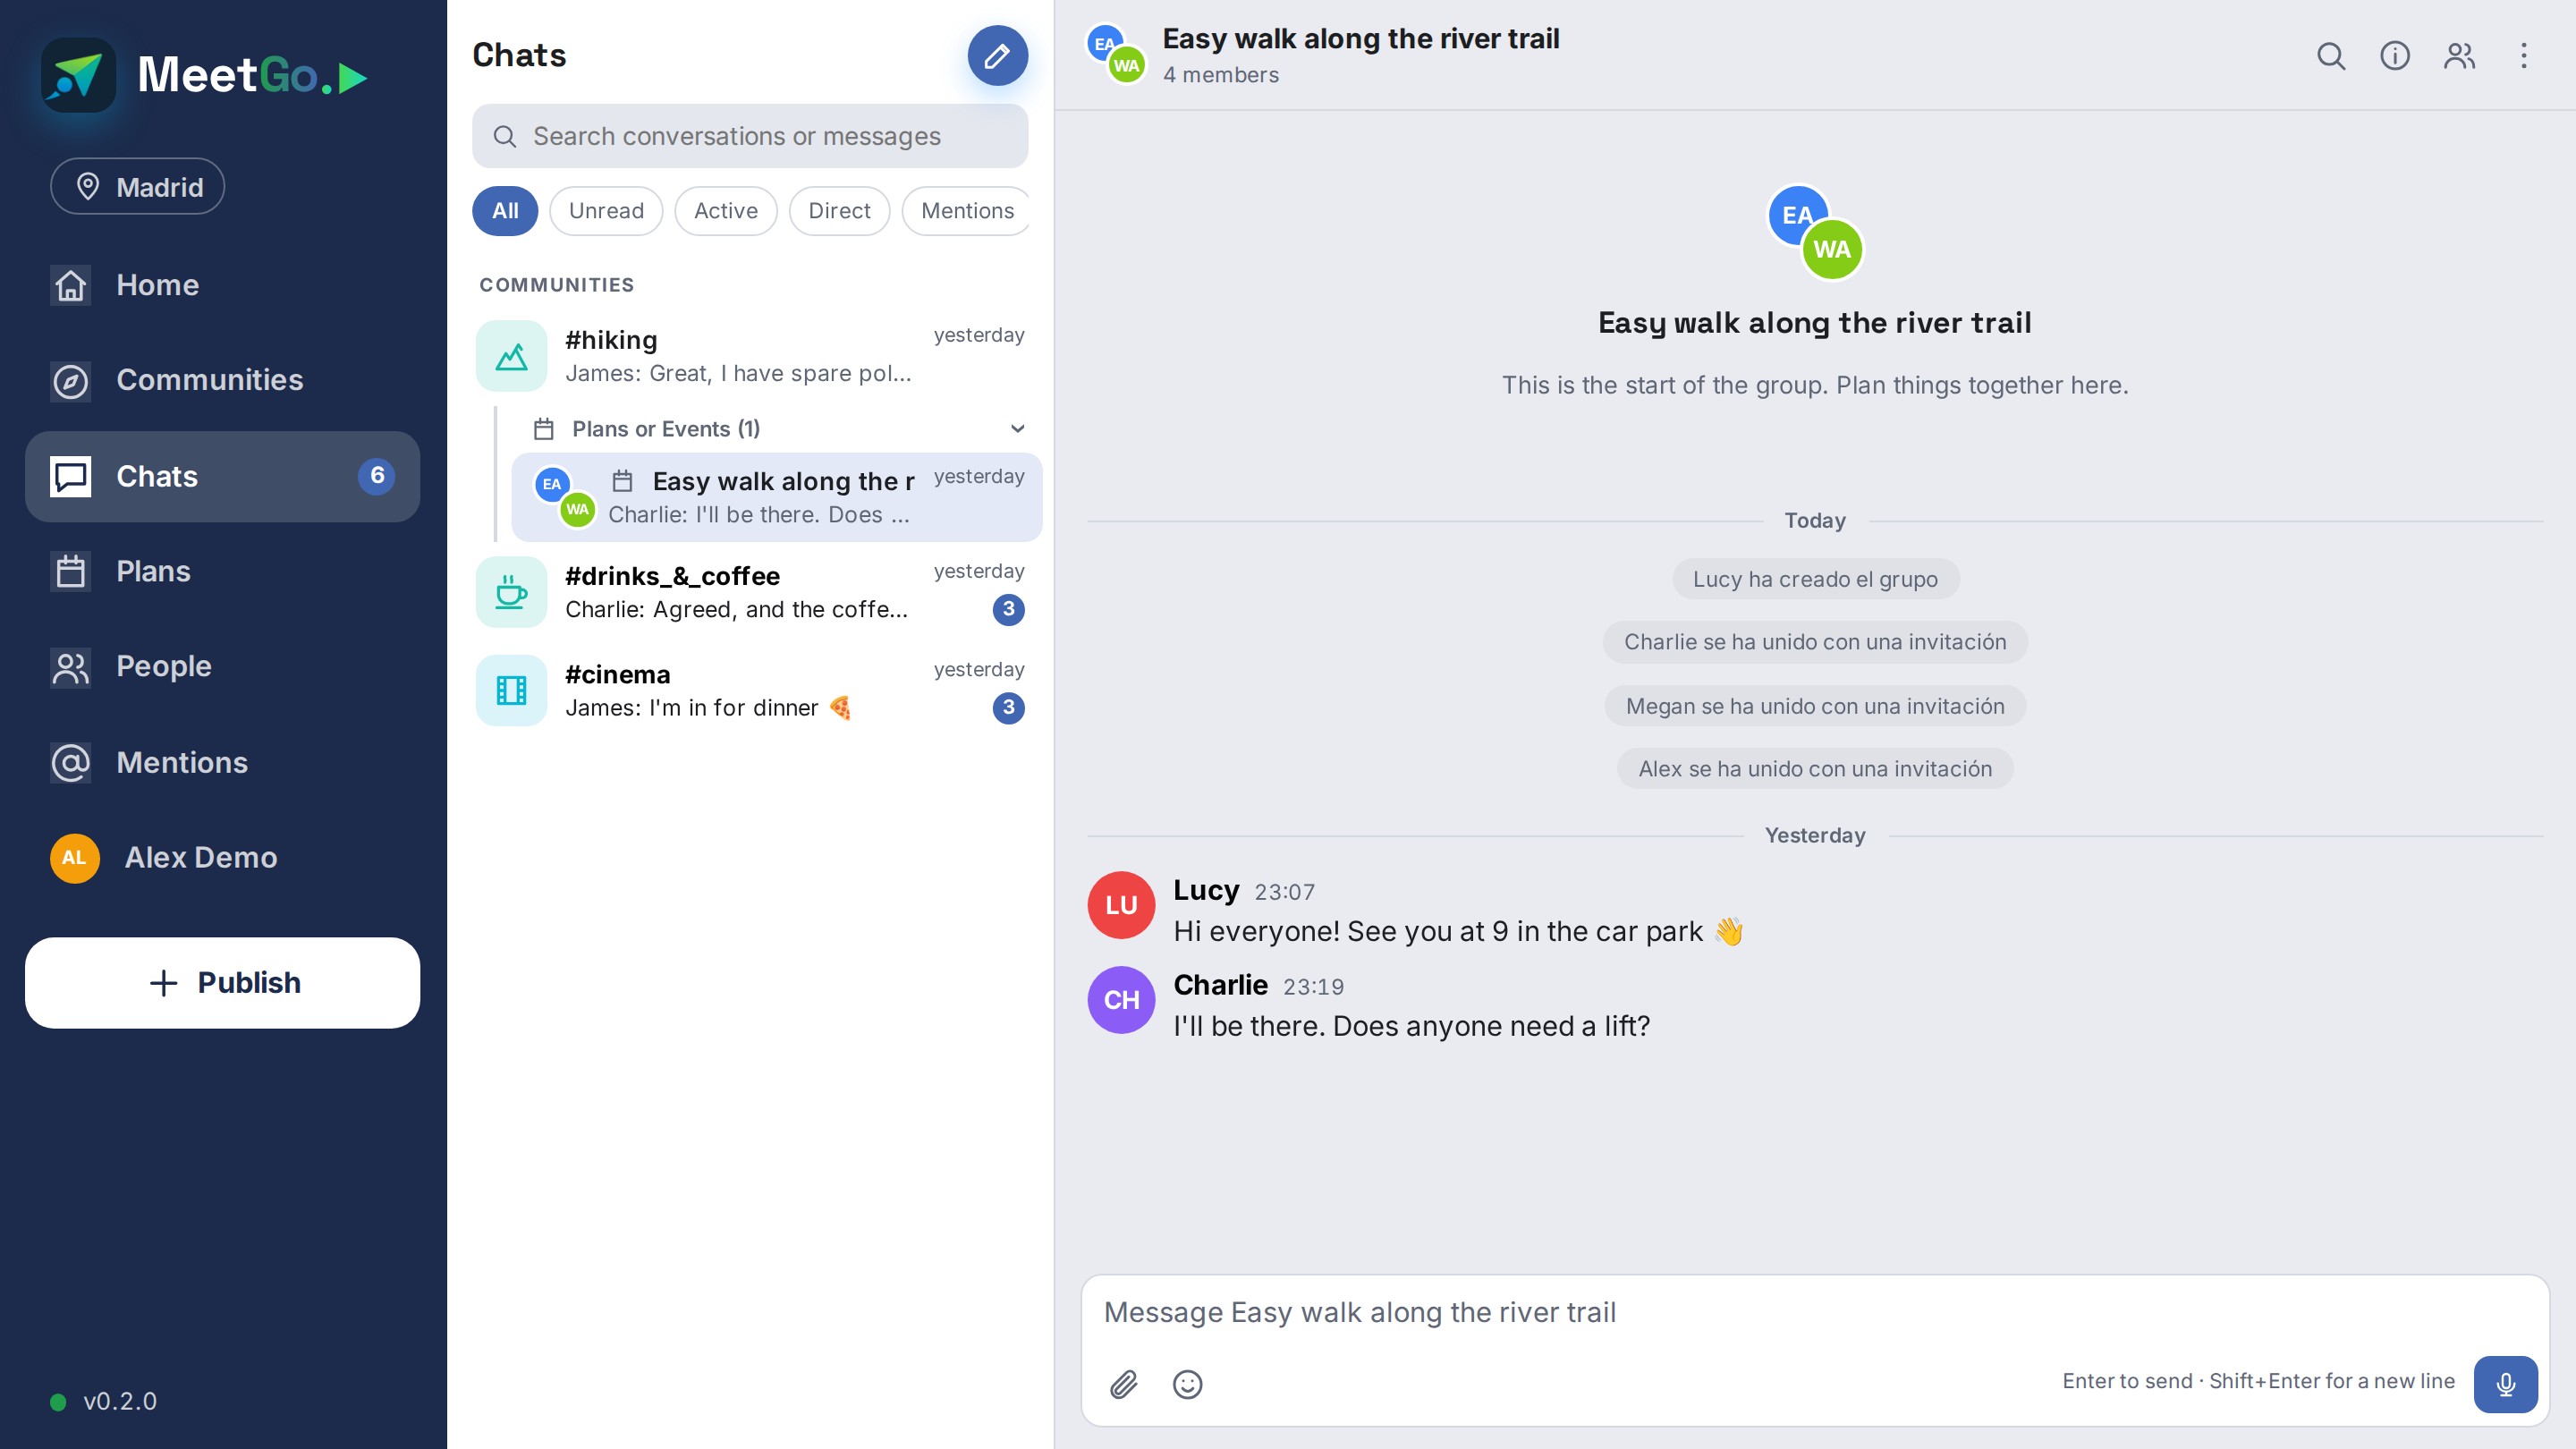 MeetGo.
Madrid
Home
Communities
Chats
6
Plans
People
Mentions
AL
Alex Demo
Publish
v0.2.0
Chats
Search conversations or messages
All
Unread
Active
Direct
Mentions
COMMUNITIES
#hiking
yesterday
James: Great, I have spare pol...
Plans or Events (1)
EA
WA
Easy walk along the r
yesterday
Charlie: I'll be there. Does ...
#drinks_&_coffee
yesterday
Charlie: Agreed, and the coffe...
3
#cinema
yesterday
James: I'm in for dinner 🍕
3
EA
WA
Easy walk along the river trail
4 members
EA
WA
Easy walk along the river trail
This is the start of the group. Plan things together here.
Today
Lucy ha creado el grupo
Charlie se ha unido con una invitación
Megan se ha unido con una invitación
Alex se ha unido con una invitación
Yesterday
LU
Lucy 23:07
Hi everyone! See you at 9 in the car park 👋
CH
Charlie 23:19
I'll be there. Does anyone need a lift?
Message Easy walk along the river trail
Enter to send · Shift+Enter for a new line